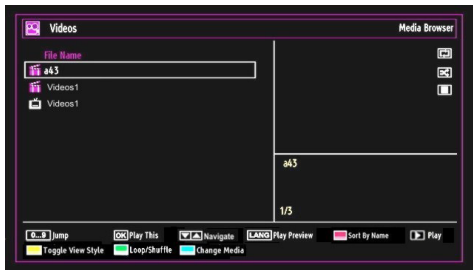 Videos
Media Browser
File Name
a43
Videos1
Videos1
a43
1/3
0...9 Jump OK Play This Navigate LANG Play Preview Sort By Name Play
Toggle View Style Loop/Shuffle Change Media